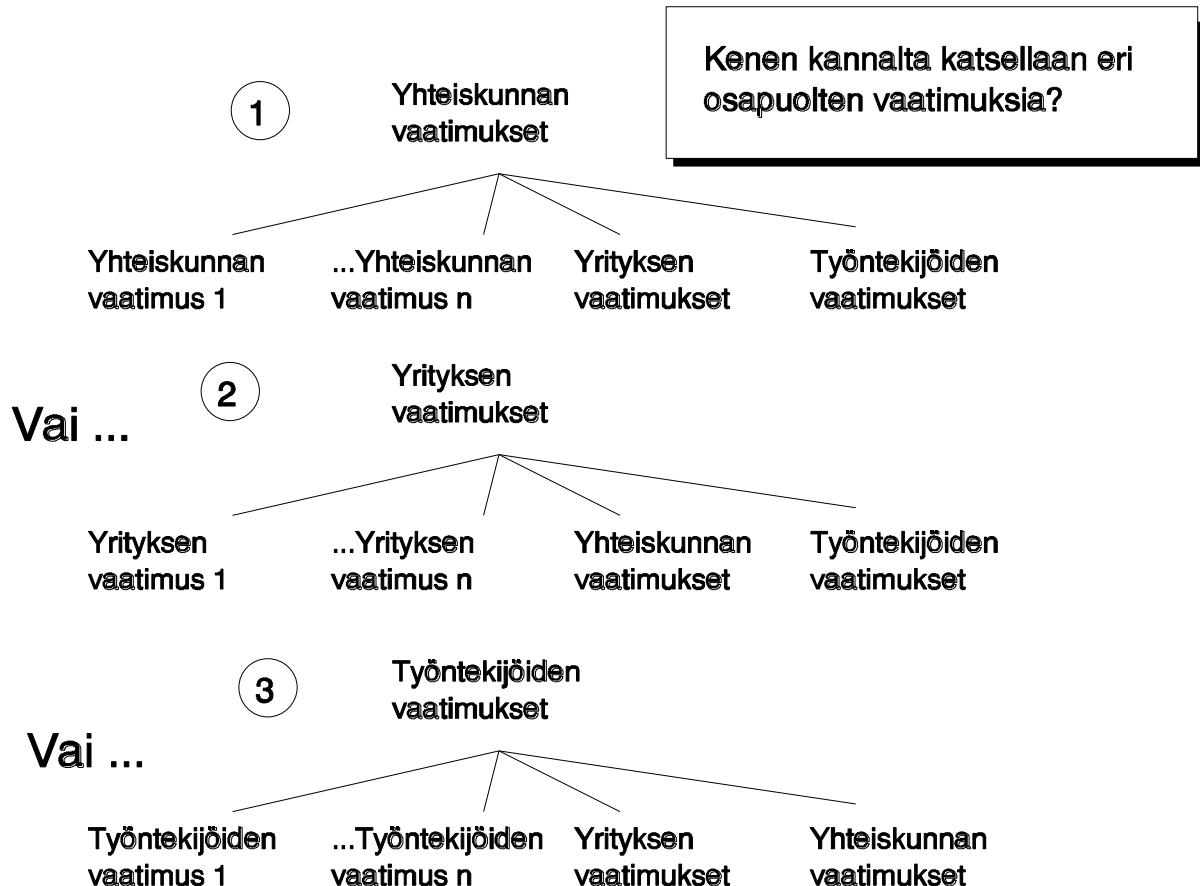 Kenen kannalta katsellaan eri
osapuolten vaatimuksia?
1
Yhteiskunnan
vaatimukset
Yhteiskunnan
vaatimus 1
...Yhteiskunnan
vaatimus n
Yrityksen
vaatimukset
Työntekijöiden
vaatimukset
Vai ...
2
Yrityksen
vaatimukset
Yrityksen
vaatimus 1
...Yrityksen
vaatimus n
Yhteiskunnan
vaatimukset
Työntekijöiden
vaatimukset
Vai ...
3
Työntekijöiden
vaatimukset
Työntekijöiden
vaatimus 1
...Työntekijöiden
vaatimus n
Yrityksen
vaatimukset
Yhteiskunnan
vaatimukset